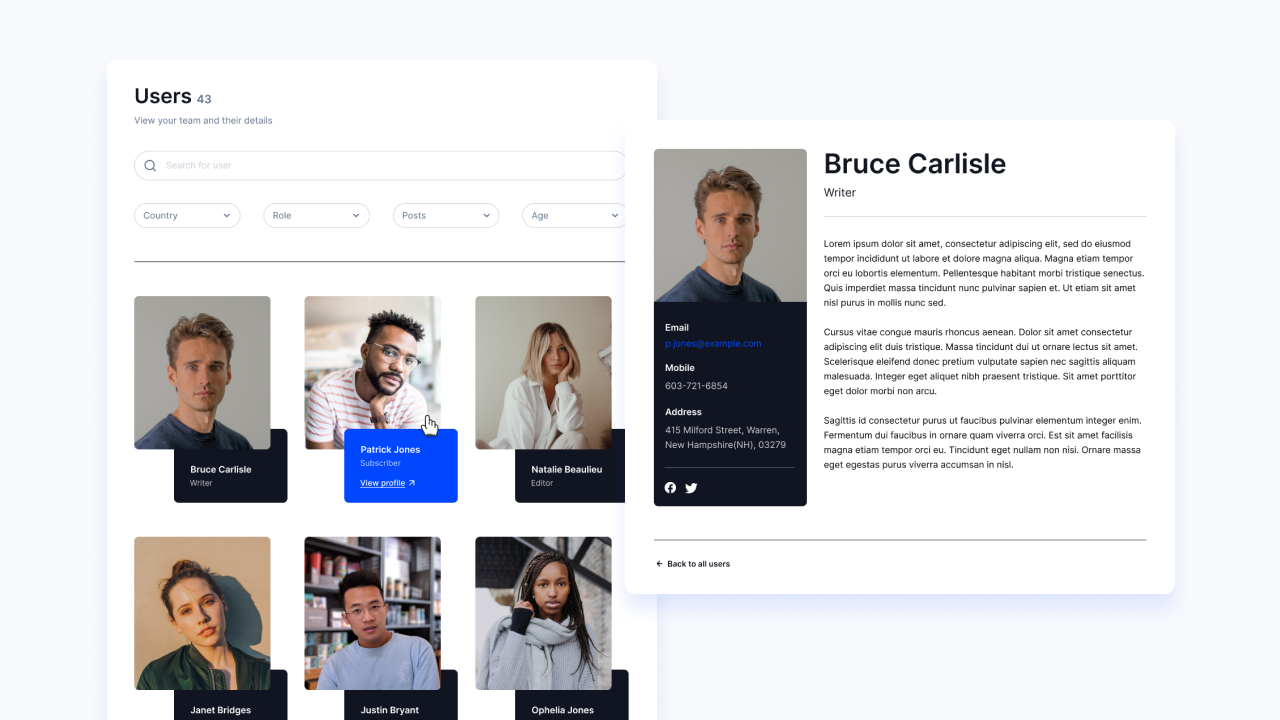 Users 43
View your team and their details
Search for user
Country
Role
Posts
Age
Bruce Carlisle
Writer
Patrick Jones
Subscriber
View profile
Natalie Beaulieu
Editor
Janet Bridges
Justin Bryant
Ophelia Jones
Bruce Carlisle
Writer
Email
p.jones@example.com
Mobile
603-721-6854
Address
415 Milford Street, Warren,
New Hampshire(NH), 03279
Lorem ipsum dolor sit amet, consectetur adipiscing elit, sed do eiusmod
tempor incididunt ut labore et dolore magna aliqua. Magna etiam tempor
orci eu lobortis elementum. Pellentesque habitant morbi tristique senectus.
Quis imperdiet massa tincidunt nunc pulvinar sapien et. Ut etiam sit amet
nisl purus in mollis nunc sed.
Cursus vitae congue mauris rhoncus aenean. Dolor sit amet consectetur
adipiscing elit duis tristique. Massa tincidunt dui ut ornare lectus sit amet.
Scelerisque eleifend donec pretium vulputate sapien nec sagittis aliquam
malesuada. Integer eget aliquet nibh praesent tristique. Sit amet porttitor
eget dolor morbi non arcu.
Sagittis id consectetur purus ut faucibus pulvinar elementum integer enim.
Fermentum dui faucibus in ornare quam viverra orci. Est sit amet facilisis
magna etiam tempor orci eu. Tincidunt eget nullam non nisi. Ornare massa
eget egestas purus viverra accumsan in nisl.
Back to all users